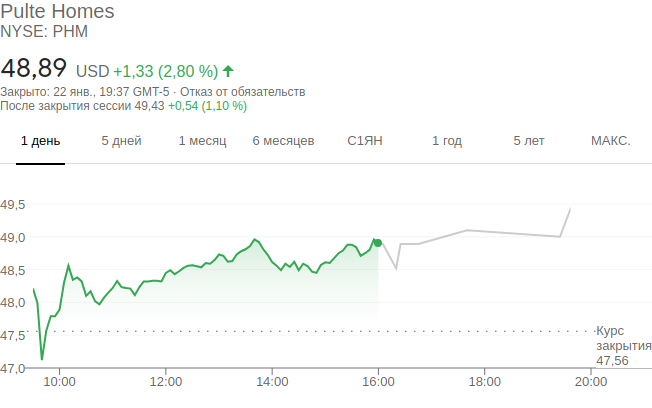 Pulte Homes
NYSE: PHM
48,89 USD +1,33 (2,80 %)
Закрыто: 22 янв., 19:37 GMT-5 · Отказ от обязательств
После закрытия сессии 49,43 +0,54 (1,10 %)
1 день 5 дней 1 месяц 6 месяцев С1ЯН 1 год 5 лет МАКС.
49,5
49,0
48,5
48,0
47,5
47,0
Курс
закрытия
47,56
10:00 12:00 14:00 16:00 18:00 20:00